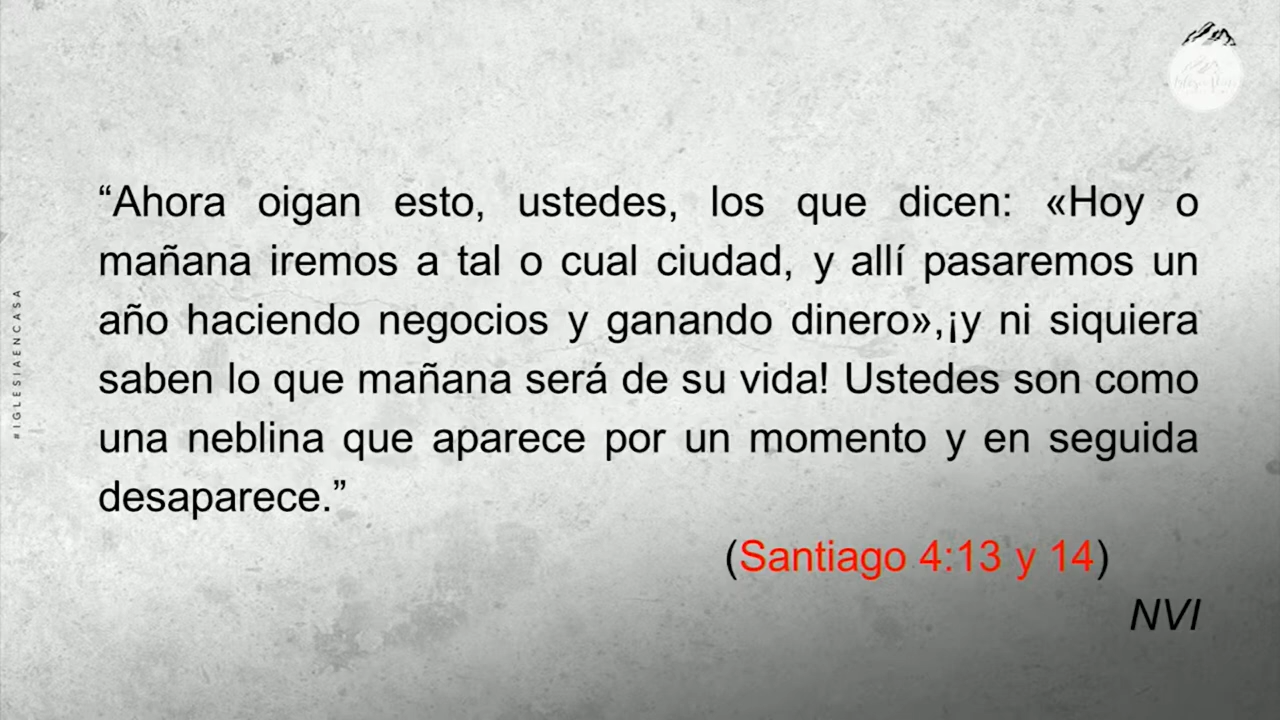 “Ahora oigan esto, ustedes, los que dicen: «Hoy o
mañana iremos a tal o cual ciudad, y allí pasaremos un
año haciendo negocios y ganando dinero»,¡y ni siquiera
saben lo que mañana será de su vida! Ustedes son como
una neblina que aparece por un momento y en seguida
desaparece.”
(Santiago 4:13 y 14)
NVI
#IGLESIAENCASA